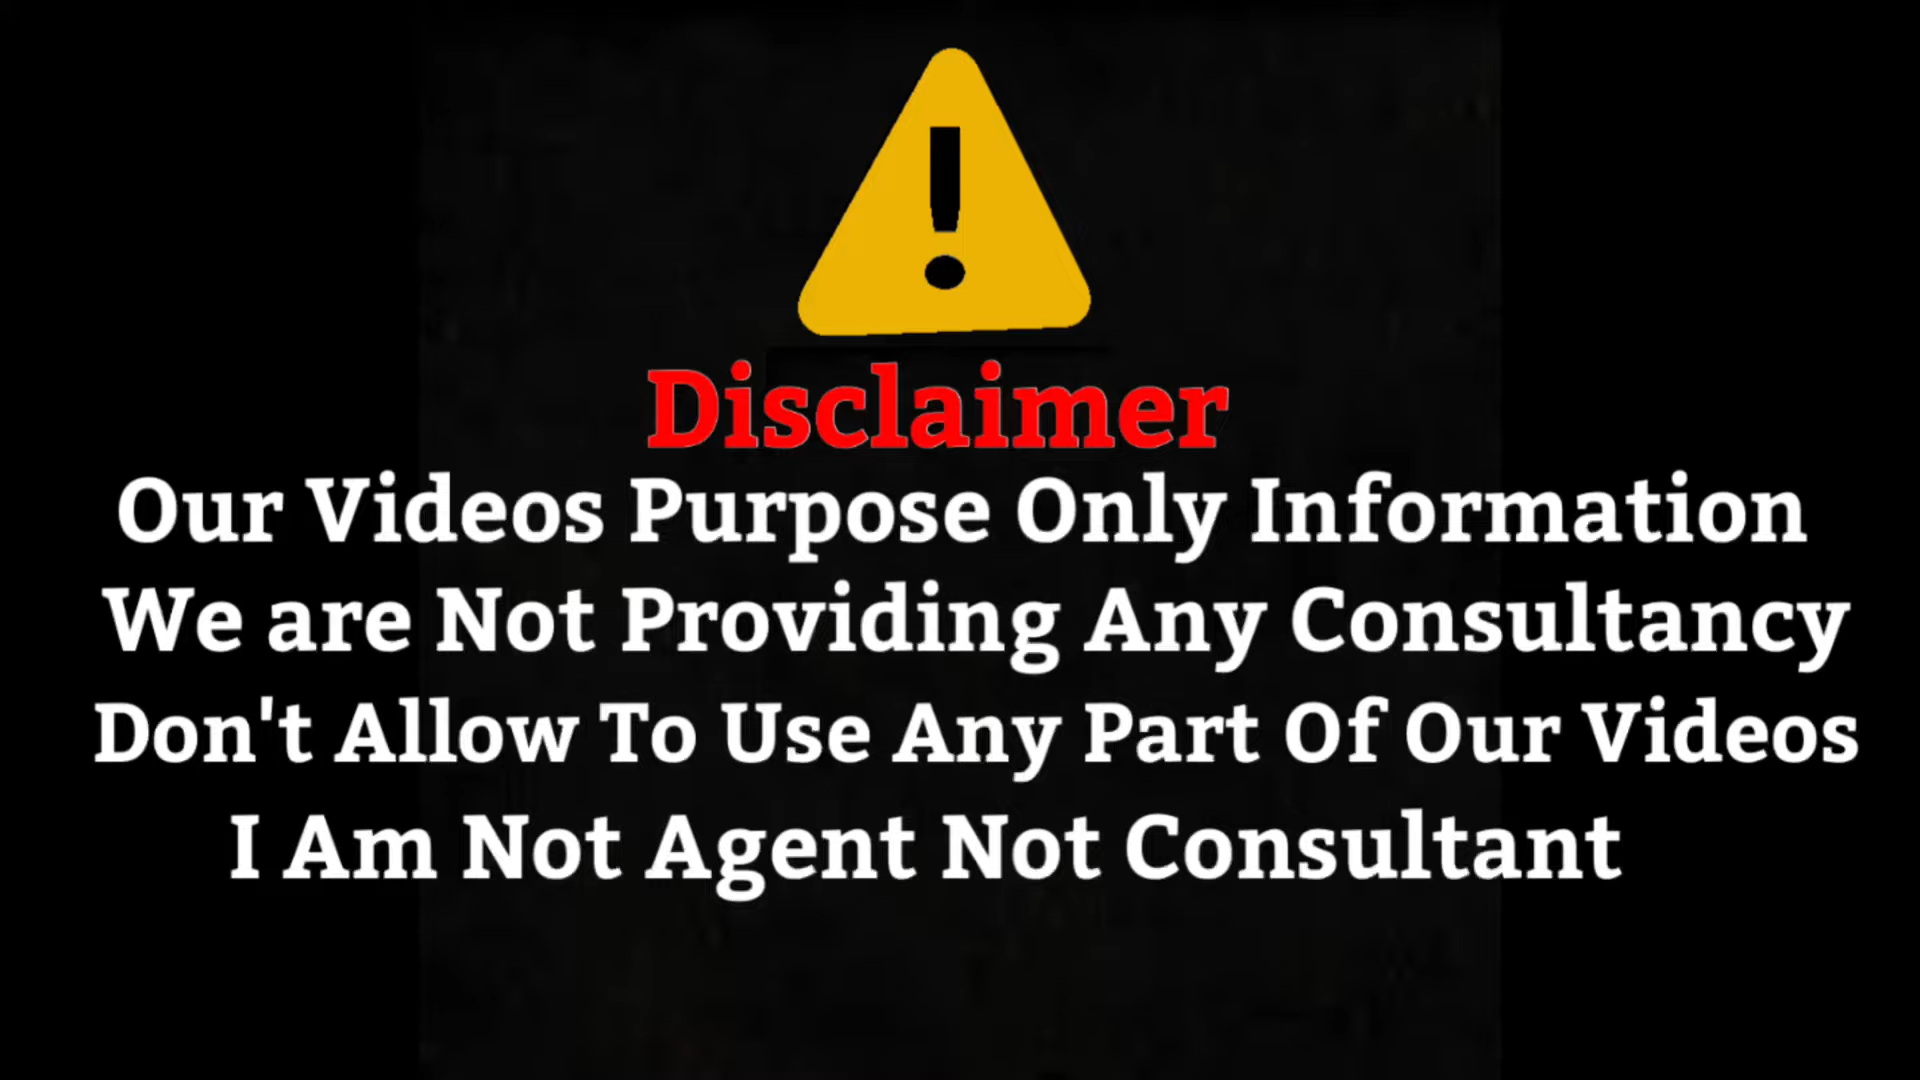 Disclaimer
Our Videos Purpose Only Information
We are Not Providing Any Consultancy
Don't Allow To Use Any Part Of Our Videos
I Am Not Agent Not Consultant